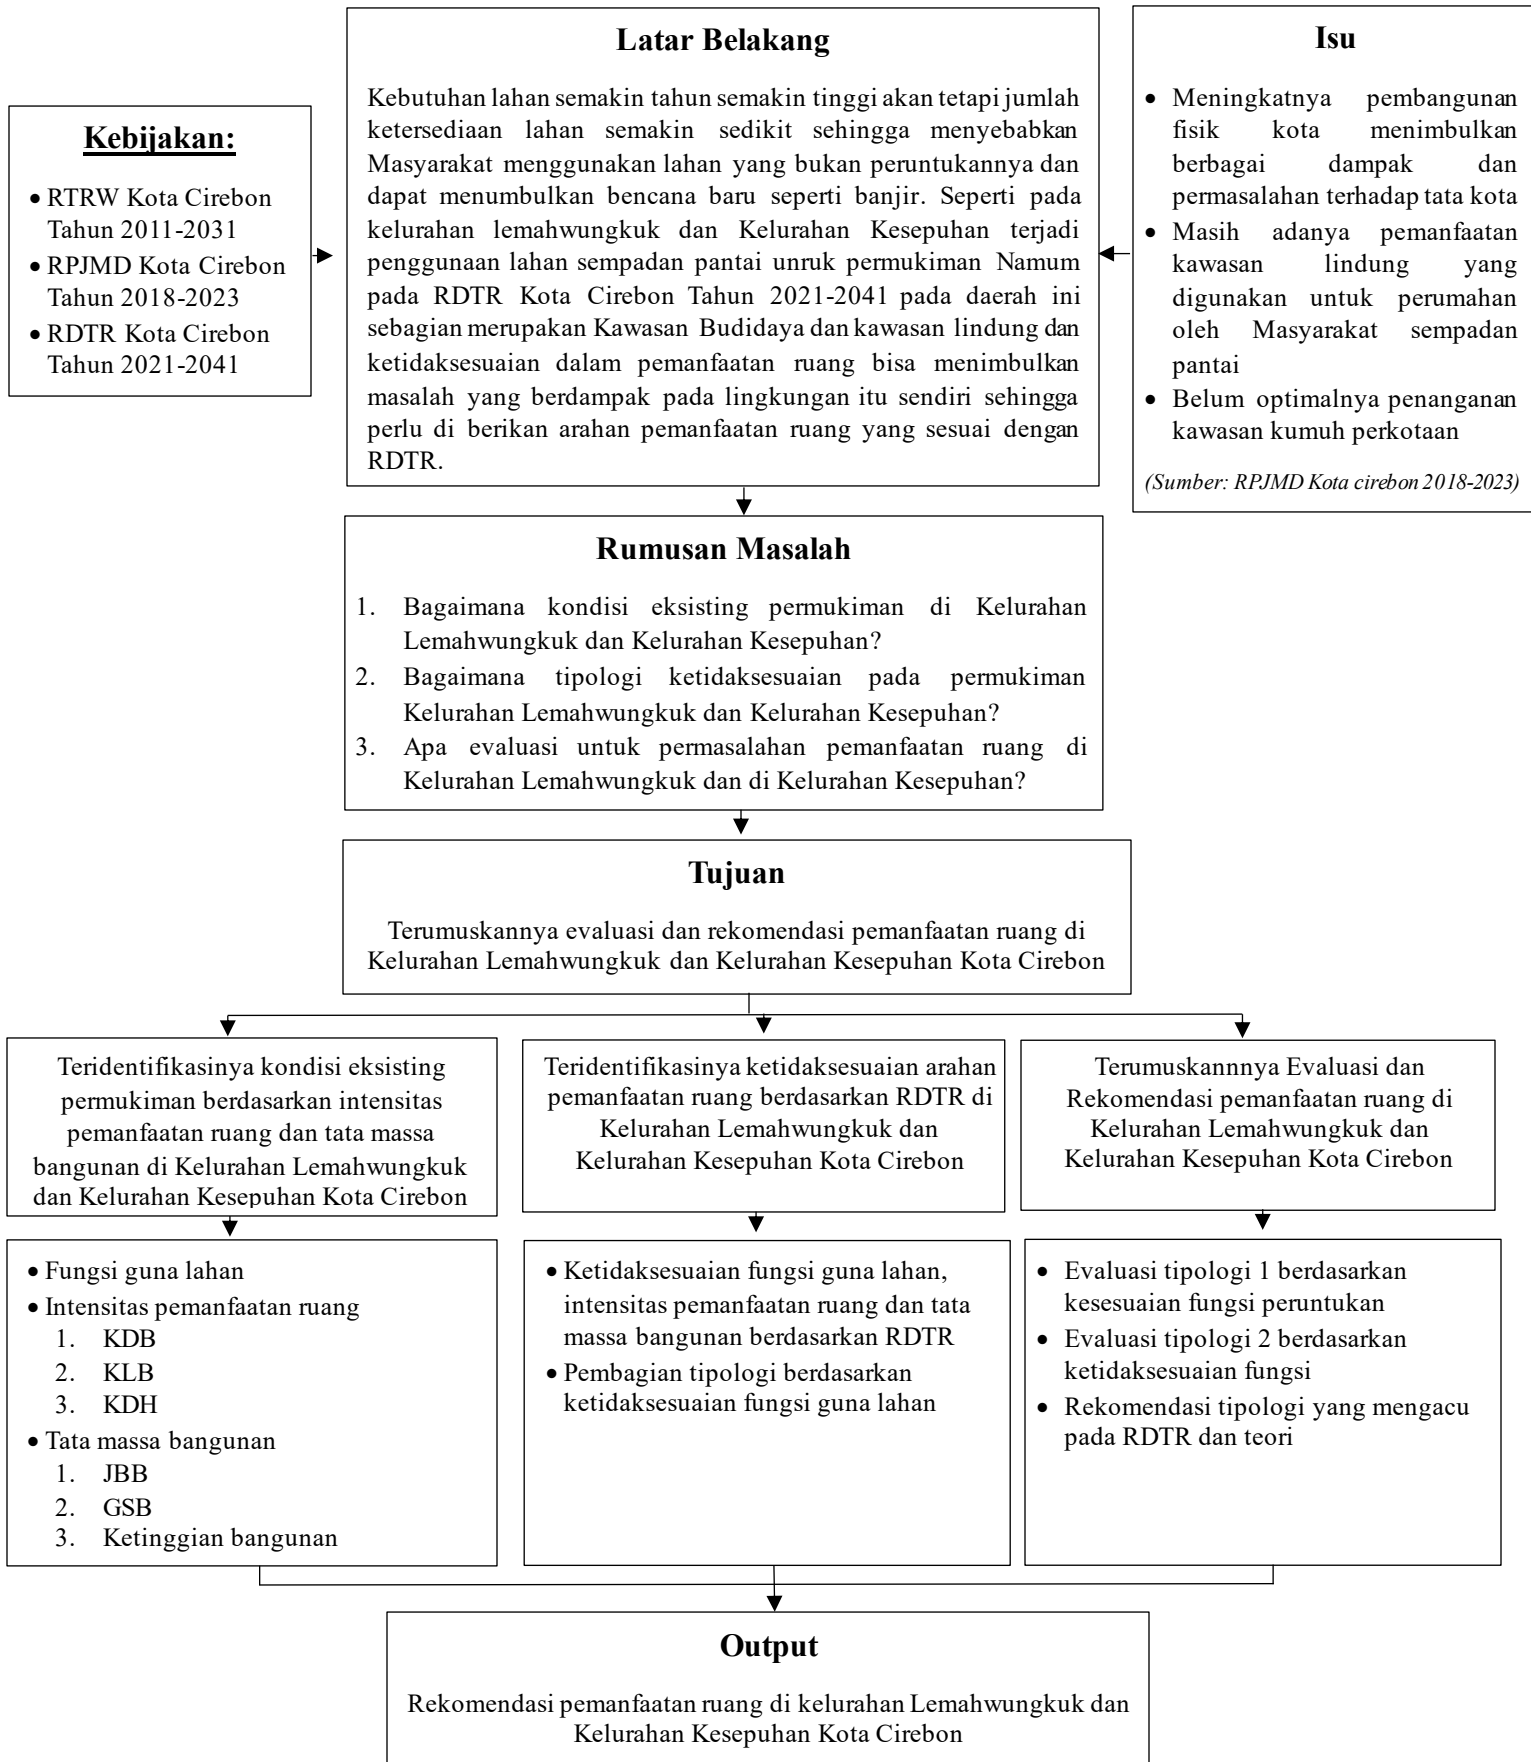 Latar Belakang
Kebutuhan lahan semakin tahun semakin tinggi akan tetapi jumlah
ketersediaan lahan semakin sedikit sehingga menyebabkan
Masyarakat menggunakan lahan yang bukan peruntukannya dan
dapat menumbulkan bencana baru seperti banjir. Seperti pada
kelurahan lemahwungkuk dan Kelurahan Kesepuhan terjadi
penggunaan lahan sempadan pantai unruk permukiman Namum
pada RDTR Kota Cirebon Tahun 2021-2041 pada daerah ini
sebagian merupakan Kawasan Budidaya dan kawasan lindung dan
ketidaksesuaian dalam pemanfaatan ruang bisa menimbulkan
masalah yang berdampak pada lingkungan itu sendiri sehingga
perlu di berikan arahan pemanfaatan ruang yang sesuai dengan
RDTR.
Isu
• Meningkatnya pembangunan
fisik kota menimbulkan
berbagai dampak dan
permasalahan terhadap tata kota
• Masih adanya pemanfaatan
kawasan lindung yang
digunakan untuk perumahan
oleh Masyarakat sempadan
pantai
• Belum optimalnya penanganan
kawasan kumuh perkotaan
(Sumber: RPJMD Kota cirebon 2018-2023)
Kebijakan:
• RTRW Kota Cirebon
Tahun 2011-2031
• RPJMD Kota Cirebon
Tahun 2018-2023
• RDTR Kota Cirebon
Tahun 2021-2041
Rumusan Masalah
1. Bagaimana kondisi eksisting permukiman di Kelurahan
Lemahwungkuk dan Kelurahan Kesepuhan?
2. Bagaimana tipologi ketidaksesuaian pada permukiman
Kelurahan Lemahwungkuk dan Kelurahan Kesepuhan?
3. Apa evaluasi untuk permasalahan pemanfaatan ruang di
Kelurahan Lemahwungkuk dan di Kelurahan Kesepuhan?
Tujuan
Terumuskannya evaluasi dan rekomendasi pemanfaatan ruang di
Kelurahan Lemahwungkuk dan Kelurahan Kesepuhan Kota Cirebon
Teridentifikasinya kondisi eksisting
permukiman berdasarkan intensitas
pemanfaatan ruang dan tata massa
bangunan di Kelurahan Lemahwungkuk
dan Kelurahan Kesepuhan Kota Cirebon
Teridentifikasinya ketidaksesuaian arahan
pemanfaatan ruang berdasarkan RDTR di
Kelurahan Lemahwungkuk dan
Kelurahan Kesepuhan Kota Cirebon
Terumuskannnya Evaluasi dan
Rekomendasi pemanfaatan ruang di
Kelurahan Lemahwungkuk dan
Kelurahan Kesepuhan Kota Cirebon
• Fungsi guna lahan
• Intensitas pemanfaatan ruang
1. KDB
2. KLB
3. KDH
• Tata massa bangunan
1. JBB
2. GSB
3. Ketinggian bangunan
• Ketidaksesuaian fungsi guna lahan,
intensitas pemanfaatan ruang dan tata
massa bangunan berdasarkan RDTR
• Pembagian tipologi berdasarkan
ketidaksesuaian fungsi guna lahan
• Evaluasi tipologi 1 berdasarkan
kesesuaian fungsi peruntukan
• Evaluasi tipologi 2 berdasarkan
ketidaksesuaian fungsi
• Rekomendasi tipologi yang mengacu
pada RDTR dan teori
Output
Rekomendasi pemanfaatan ruang di kelurahan Lemahwungkuk dan
Kelurahan Kesepuhan Kota Cirebon